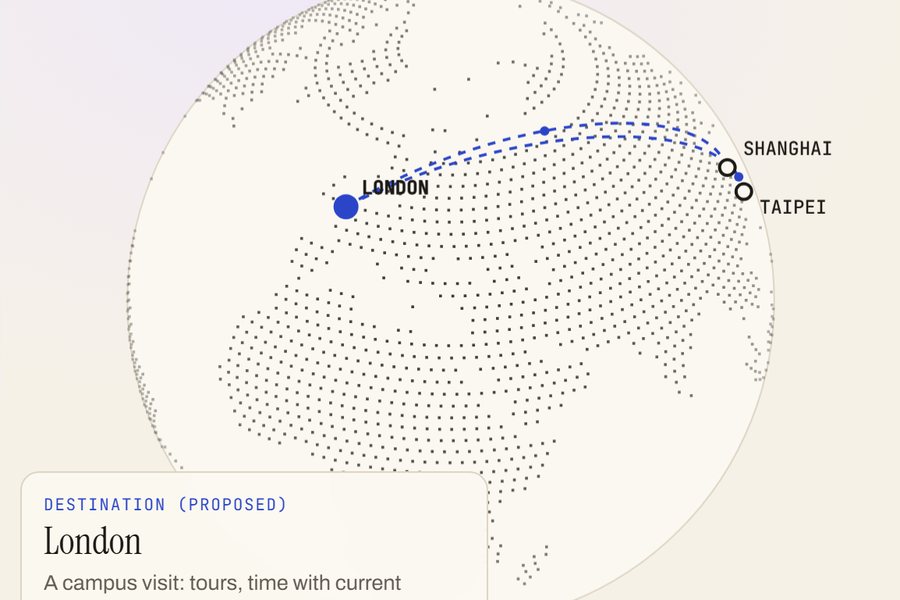 SHANGHAI
LONDON
TAIPEI
DESTINATION (PROPOSED)
London
A campus visit: tours, time with current